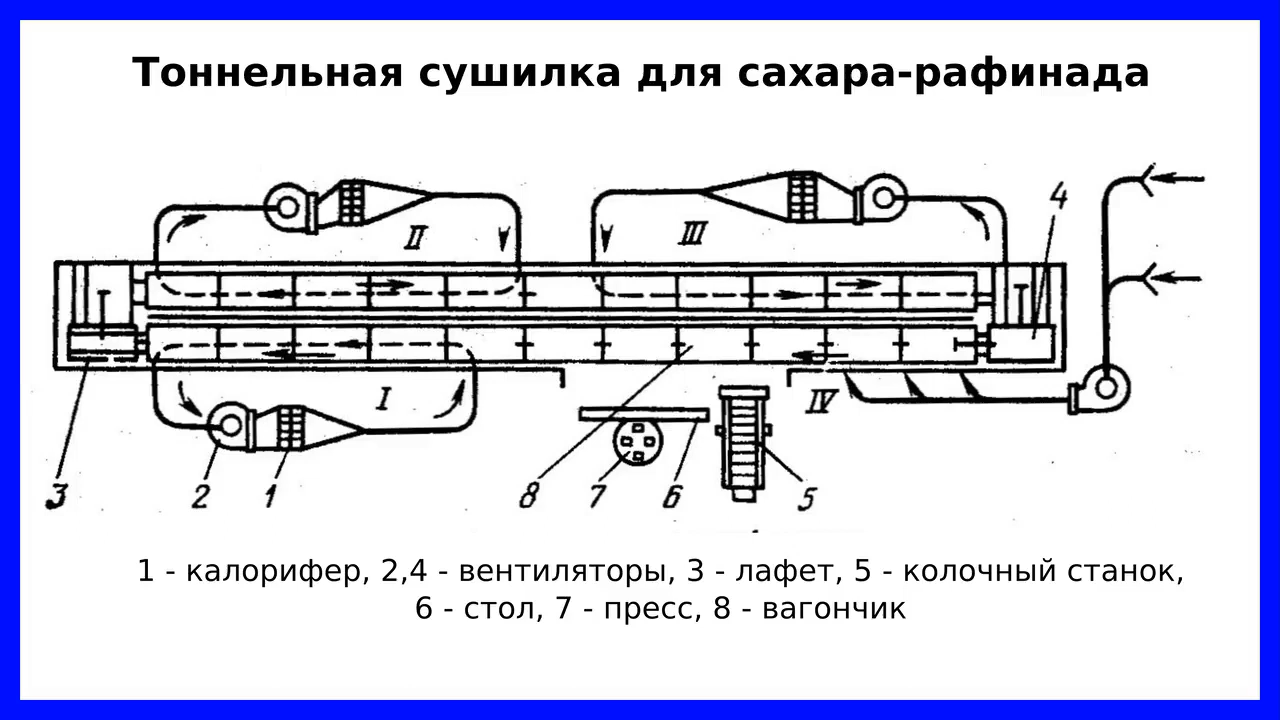 Тоннельная сушилка для сахара-рафинада
II
III
4
I
IV
3
2
1
8
7
6
5
1 - калорифер, 2,4 - вентиляторы, 3 - лафет, 5 - колочный станок,
6 - стол, 7 - пресс, 8 - вагончик